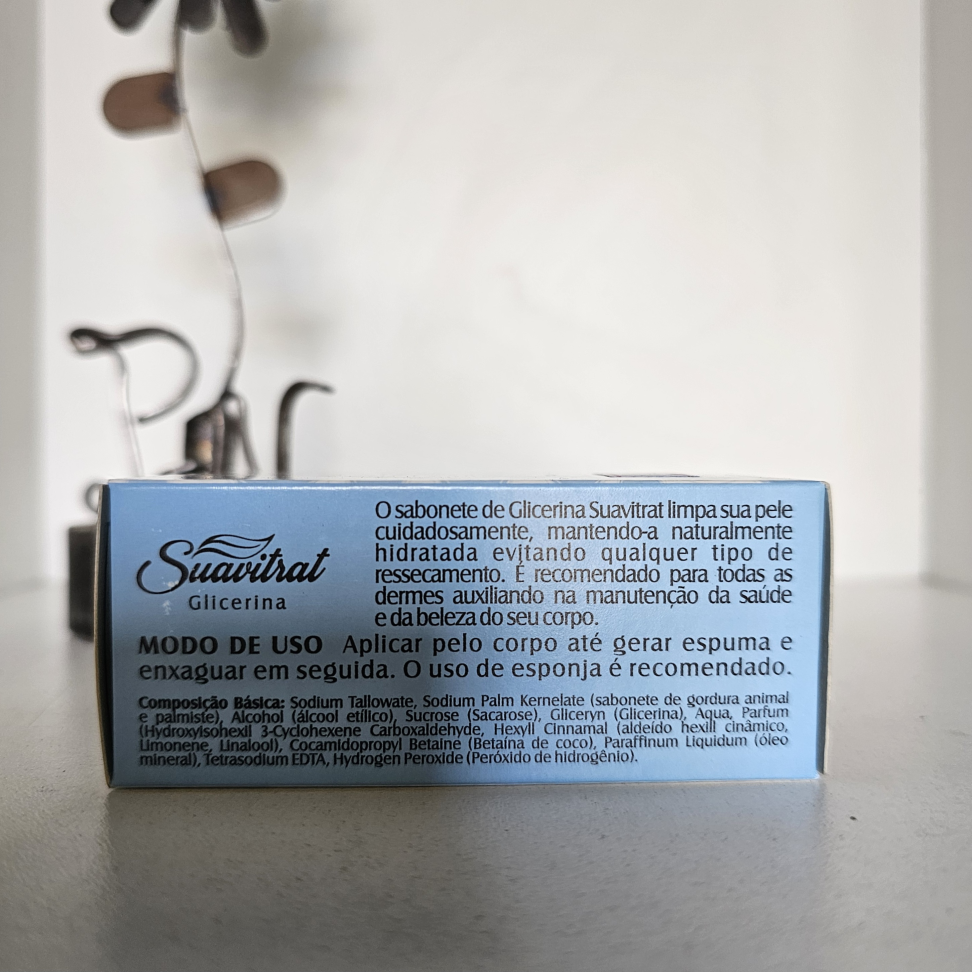 Suavitrat
Glicerina
O sabonete de Glicerina Suavitrat limpa sua pele
cuidadosamente, mantendo-a naturalmente
hidratada evitando qualquer tipo de
ressecamento. É recomendado para todas as
dermes auxiliando na manutenção da saúde
e da beleza do seu corpo.
MODO DE USO Aplicar pelo corpo até gerar espuma e
enxaguar em seguida. O uso de esponja é recomendado.
Composição Básica: Sodium Tallowate, Sodium Palm Kernelate (sabonete de gordura animal
e palmiste), Alcohol (álcool etílico), Sucrose (Sacarose), Gliceryn (Glicerina), Aqua, Parfum
(Hydroxyisohexil 3-Cyclohexene Carboxaldehyde, Hexyil Cinnamal (aldeído hexill cinâmico,
Limonene, Linalool), Cocamidopropyl Betaine (Betaína de coco), Paraffinum Liquidum (óleo
mineral), Tetrasodium EDTA, Hydrogen Peroxide (Peróxido de hidrogênio).